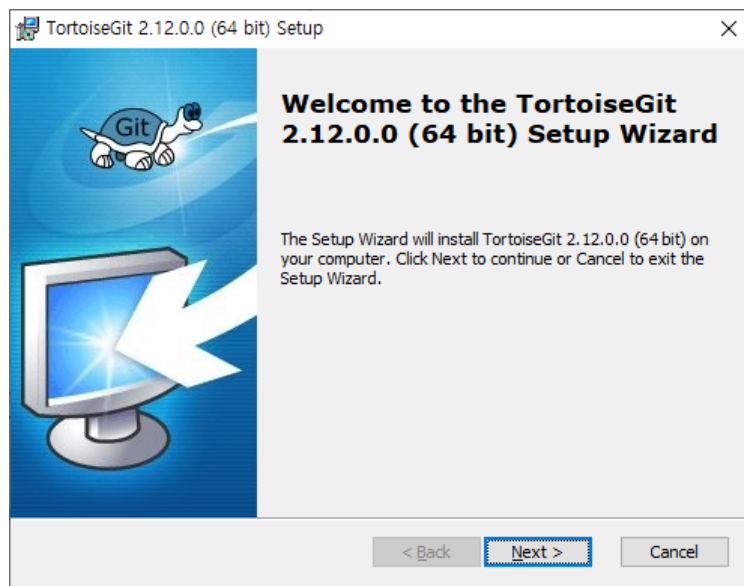 TortoiseGit 2.12.0.0 (64 bit) Setup
Git
Welcome to the TortoiseGit
2.12.0.0 (64 bit) Setup Wizard
The Setup Wizard will install TortoiseGit 2.12.0.0 (64 bit) on
your computer. Click Next to continue or Cancel to exit the
Setup Wizard.
< Back
Next >
Cancel